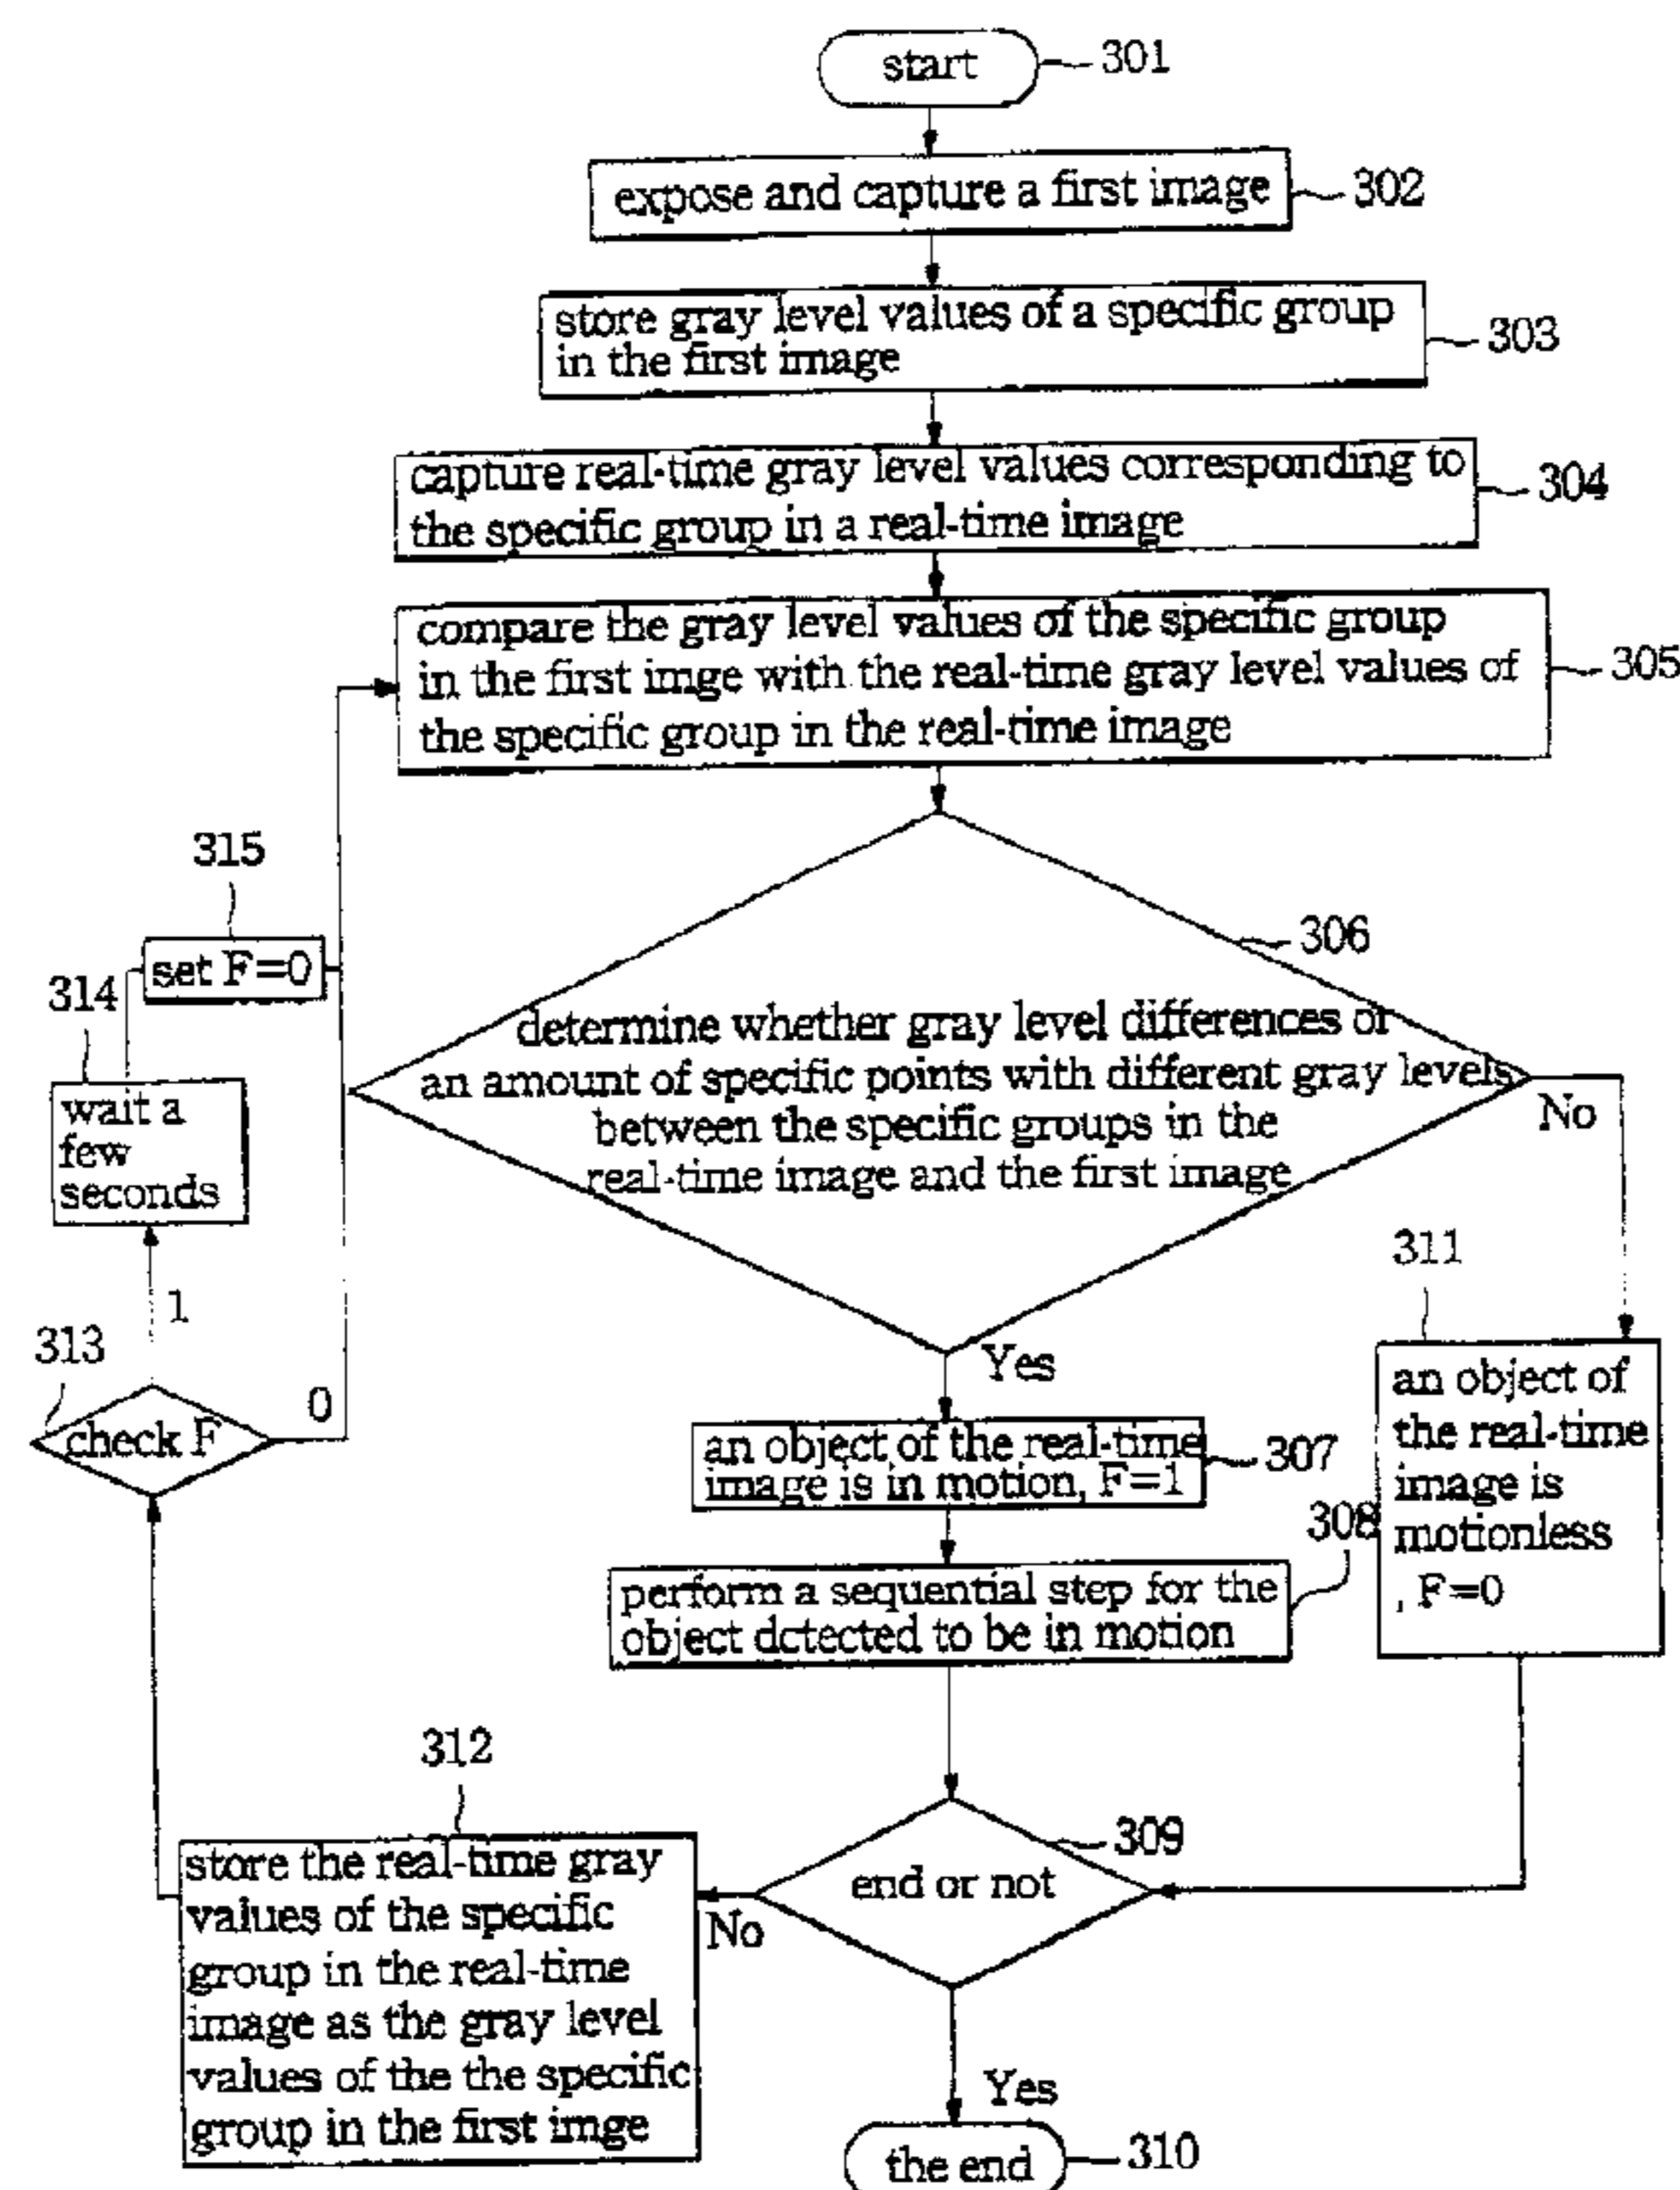 start
301
expose and capture a first image
302
store gray level values of a specific group
in the first image
303
capture real-time gray level values corresponding to
the specific group in a real-time image
304
compare the gray level values of the specific group
in the first imge with the real-time gray level values of
the specific group in the real-time image
305
315
set F=0
314
wait a
few
seconds
306
determine whether gray level differences or
an amount of specific points with different gray levels
between the specific groups in the
real-time image and the first image
No
1
313
check F
0
311
an object of
the real-time
image is
motionless
, F=0
Yes
an object of the real-time
image is in motion, F=1
307
308
perform a sequential step for the
object detected to be in motion
312
store the real-time gray
values of the specific
group in the real-time
image as the gray level
values of the the specific
group in the first imge
309
end or not
No
Yes
the end
310